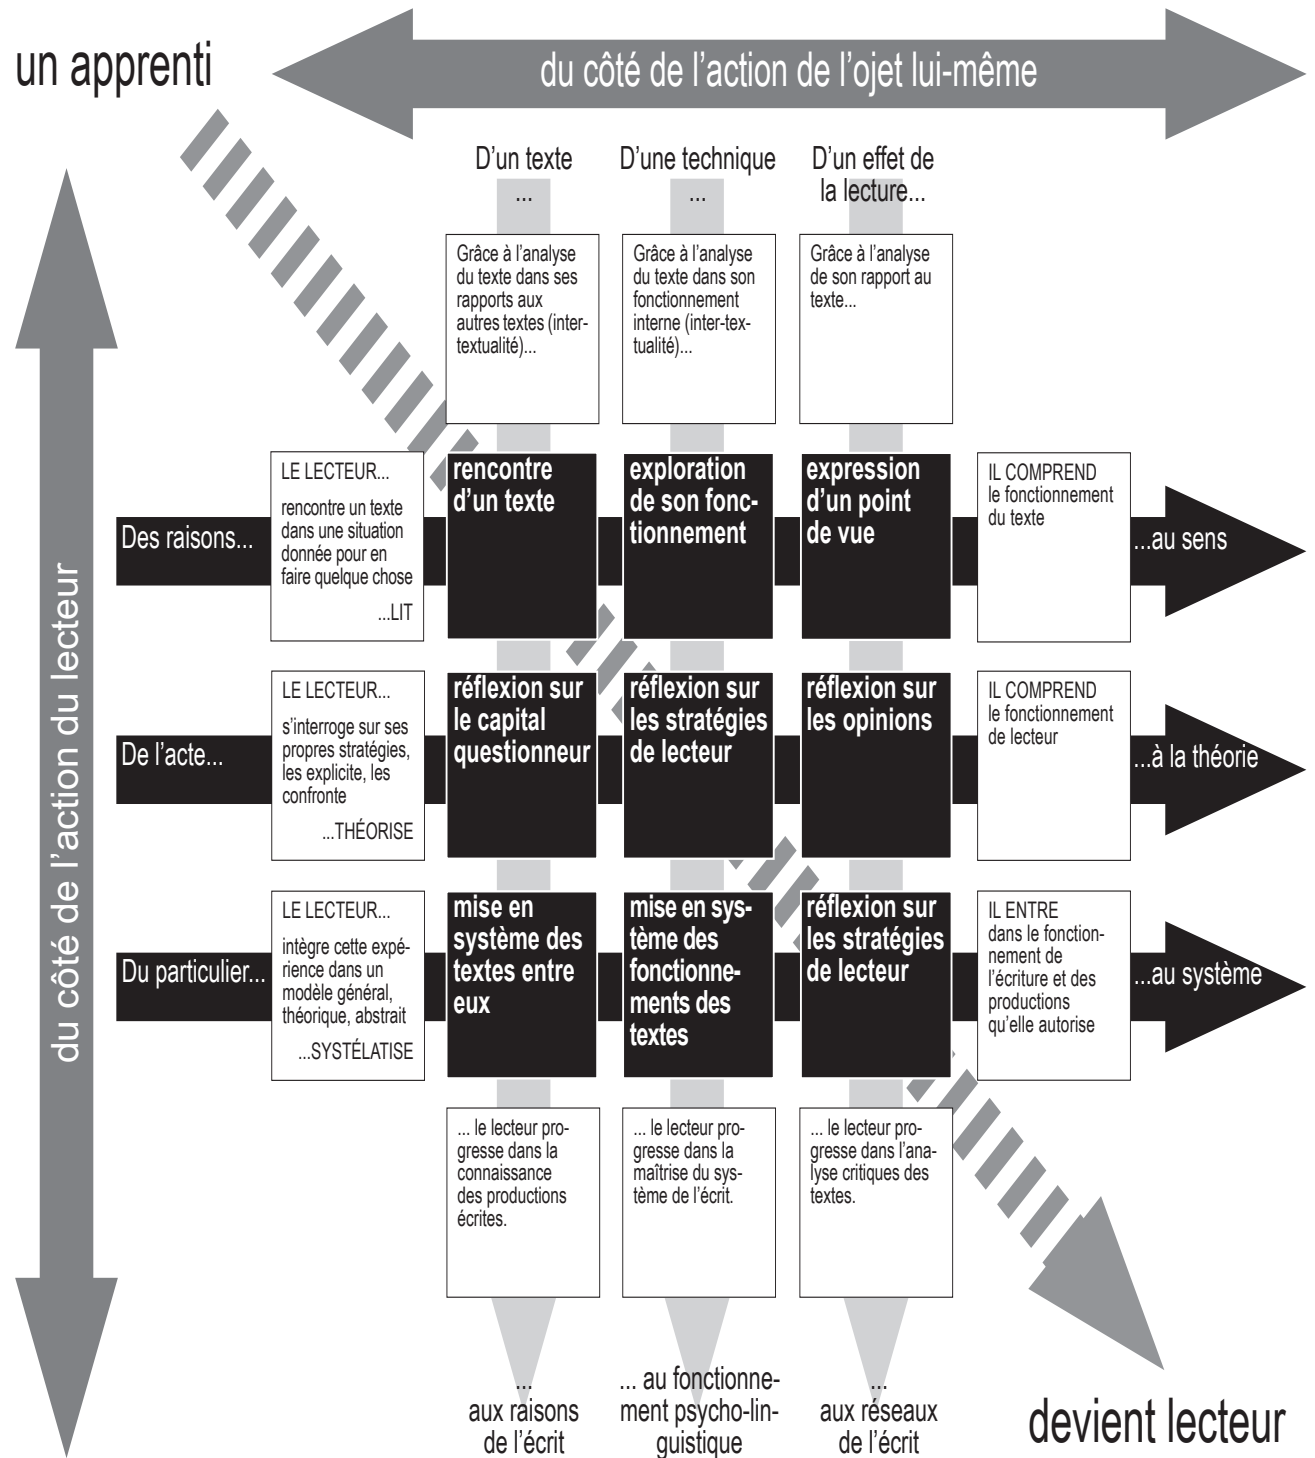 un apprenti
du côté de l'action de l'ojet lui-même
du côté de l'action du lecteur
D'un texte
...
D'une technique
...
D'un effet de
la lecture...
Grâce à l'analyse
du texte dans ses
rapports aux
autres textes (inter-
textualité)...
Grâce à l'analyse
du texte dans son
fonctionnement
interne (inter-tex-
tualité)...
Grâce à l'analyse
de son rapport au
texte...
Des raisons...
LE LECTEUR...
rencontre un texte
dans une situation
donnée pour en
faire quelque chose
...LIT
rencontre
d'un texte
exploration
de son fonc-
tionnement
expression
d'un point
de vue
IL COMPREND
le fonctionnement
du texte
...au sens
De l'acte...
LE LECTEUR...
s'interroge sur ses
propres stratégies,
les explicite, les
confronte
...THÉORISE
réflexion sur
le capital
questionneur
réflexion sur
les stratégies
de lecteur
réflexion sur
les opinions
IL COMPREND
le fonctionnement
de lecteur
...à la théorie
Du particulier...
LE LECTEUR...
intègre cette expé-
rience dans un
modèle général,
théorique, abstrait
...SYSTÉLATISE
mise en
système des
textes entre
eux
mise en sys-
tème des
fonctionne-
ments des
textes
réflexion sur
les stratégies
de lecteur
IL ENTRE
dans le fonction-
nement de
l'écriture et des
productions
qu'elle autorise
...au système
... le lecteur pro-
gresse dans la
connaissance
des productions
écrites.
... le lecteur pro-
gresse dans la
maîtrise du sys-
tème de l'écrit.
... le lecteur pro-
gresse dans l'ana-
lyse critiques des
textes.
...
aux raisons
de l'écrit
... au fonctionne-
ment psycho-lin-
guistique
...
aux réseaux
de l'écrit
devient lecteur